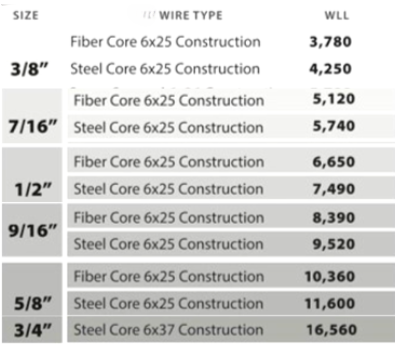 SIZE WIRE TYPE WLL
Fiber Core 6x25 Construction 3,780
3/8” Steel Core 6x25 Construction 4,250
Fiber Core 6x25 Construction 5,120
7/16” Steel Core 6x25 Construction 5,740
Fiber Core 6x25 Construction 6,650
1/2” Steel Core 6x25 Construction 7,490
9/16” Fiber Core 6x25 Construction 8,390
Steel Core 6x25 Construction 9,520
Fiber Core 6x25 Construction 10,360
5/8” Steel Core 6x25 Construction 11,600
3/4” Steel Core 6x37 Construction 16,560